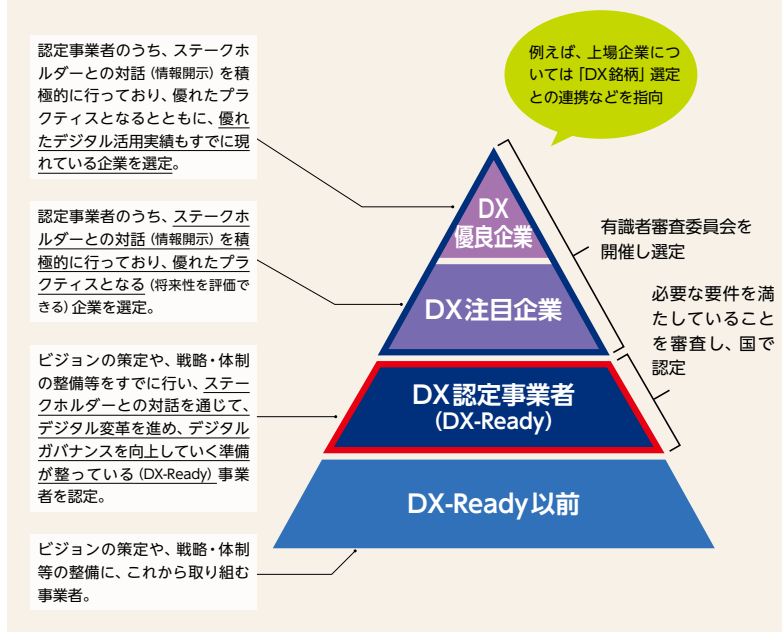 認定事業者のうち、ステークホ
ルダーとの対話（情報開示）を積
極的に行っており、優れたプラ
クティスとなるとともに、優れ
たデジタル活用実績もすでに現
れている企業を選定。
認定事業者のうち、ステークホ
ルダーとの対話（情報開示）を積
極的に行っており、優れたプラ
クティスとなる（将来性を評価で
きる）企業を選定。
ビジョンの策定や、戦略・体制
の整備等をすでに行い、ステー
クホルダーとの対話を通じて、
デジタル変革を進め、デジタル
ガバナンスを向上していく準備
が整っている（DX-Ready）事業
者を認定。
ビジョンの策定や、戦略・体制
等の整備に、これから取り組む
事業者。
例えば、上場企業につ
いては「DX銘柄」選定
との連携などを指向
DX
優良企業
DX注目企業
DX認定事業者
（DX-Ready）
DX-Ready以前
有識者審査委員会を
開催し選定
必要な要件を満
たしていること
を審査し、国で
認定